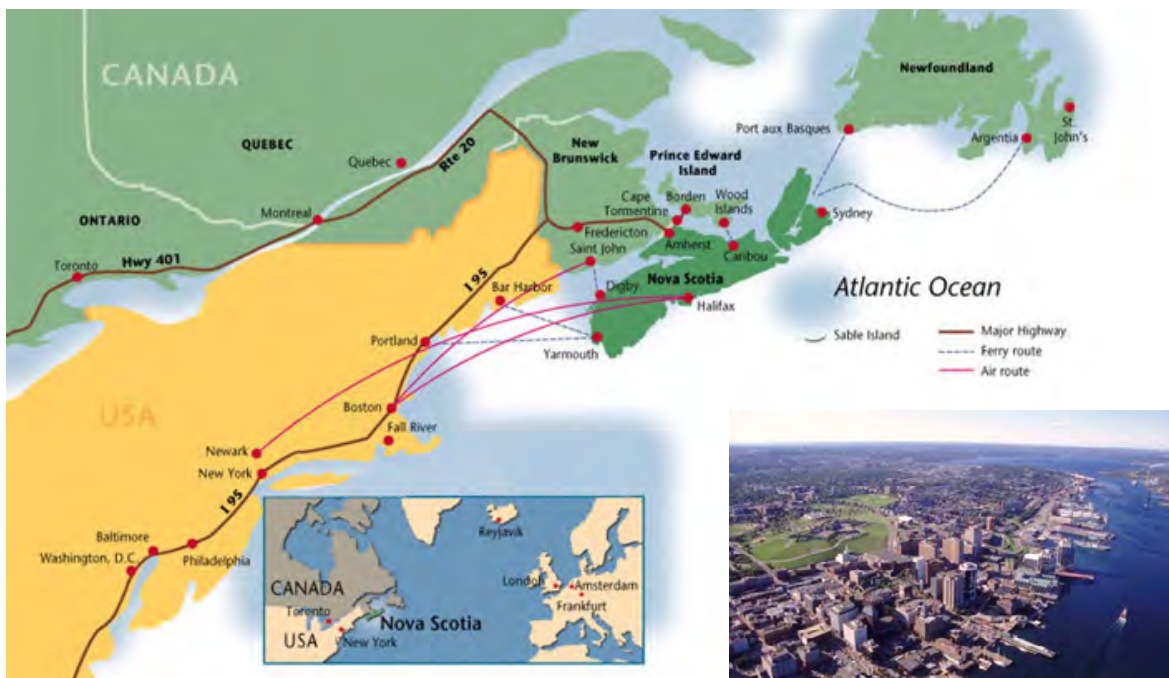 CANADA
Newfoundland
Port aux Basques
Argentia
St.
John's
QUEBEC
Quebec
Rte 20
New
Brunswick
Prince Edward
Island
Cape
Tormentine
Borden
Wood
Islands
Sydney
ONTARIO
Montreal
Fredericton
Amherst
Caribou
Toronto
Hwy 401
Saint John
I 95
Bar Harbor
Digby
Nova Scotia
Halifax
Atlantic Ocean
Sable Island
Major Highway
Ferry route
Air route
Portland
Yarmouth
USA
Boston
Fall River
Newark
New York
I 95
Baltimore
Washington, D.C.
Philadelphia
Reykjavik
CANADA
London
Amsterdam
Frankfurt
Toronto
Nova Scotia
USA
New York